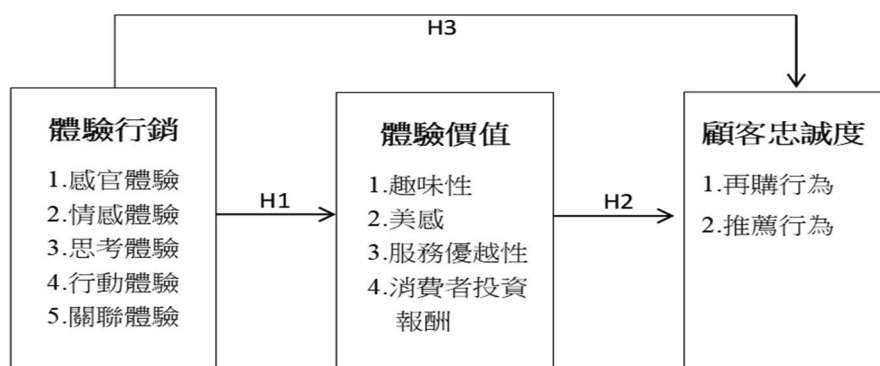 H3
體驗行銷
1.感官體驗
2.情感體驗
3.思考體驗
4.行動體驗
5.關聯體驗
H1
體驗價值
1.趣味性
2.美感
3.服務優越性
4.消費者投資
報酬
H2
顧客忠誠度
1.再購行為
2.推薦行為